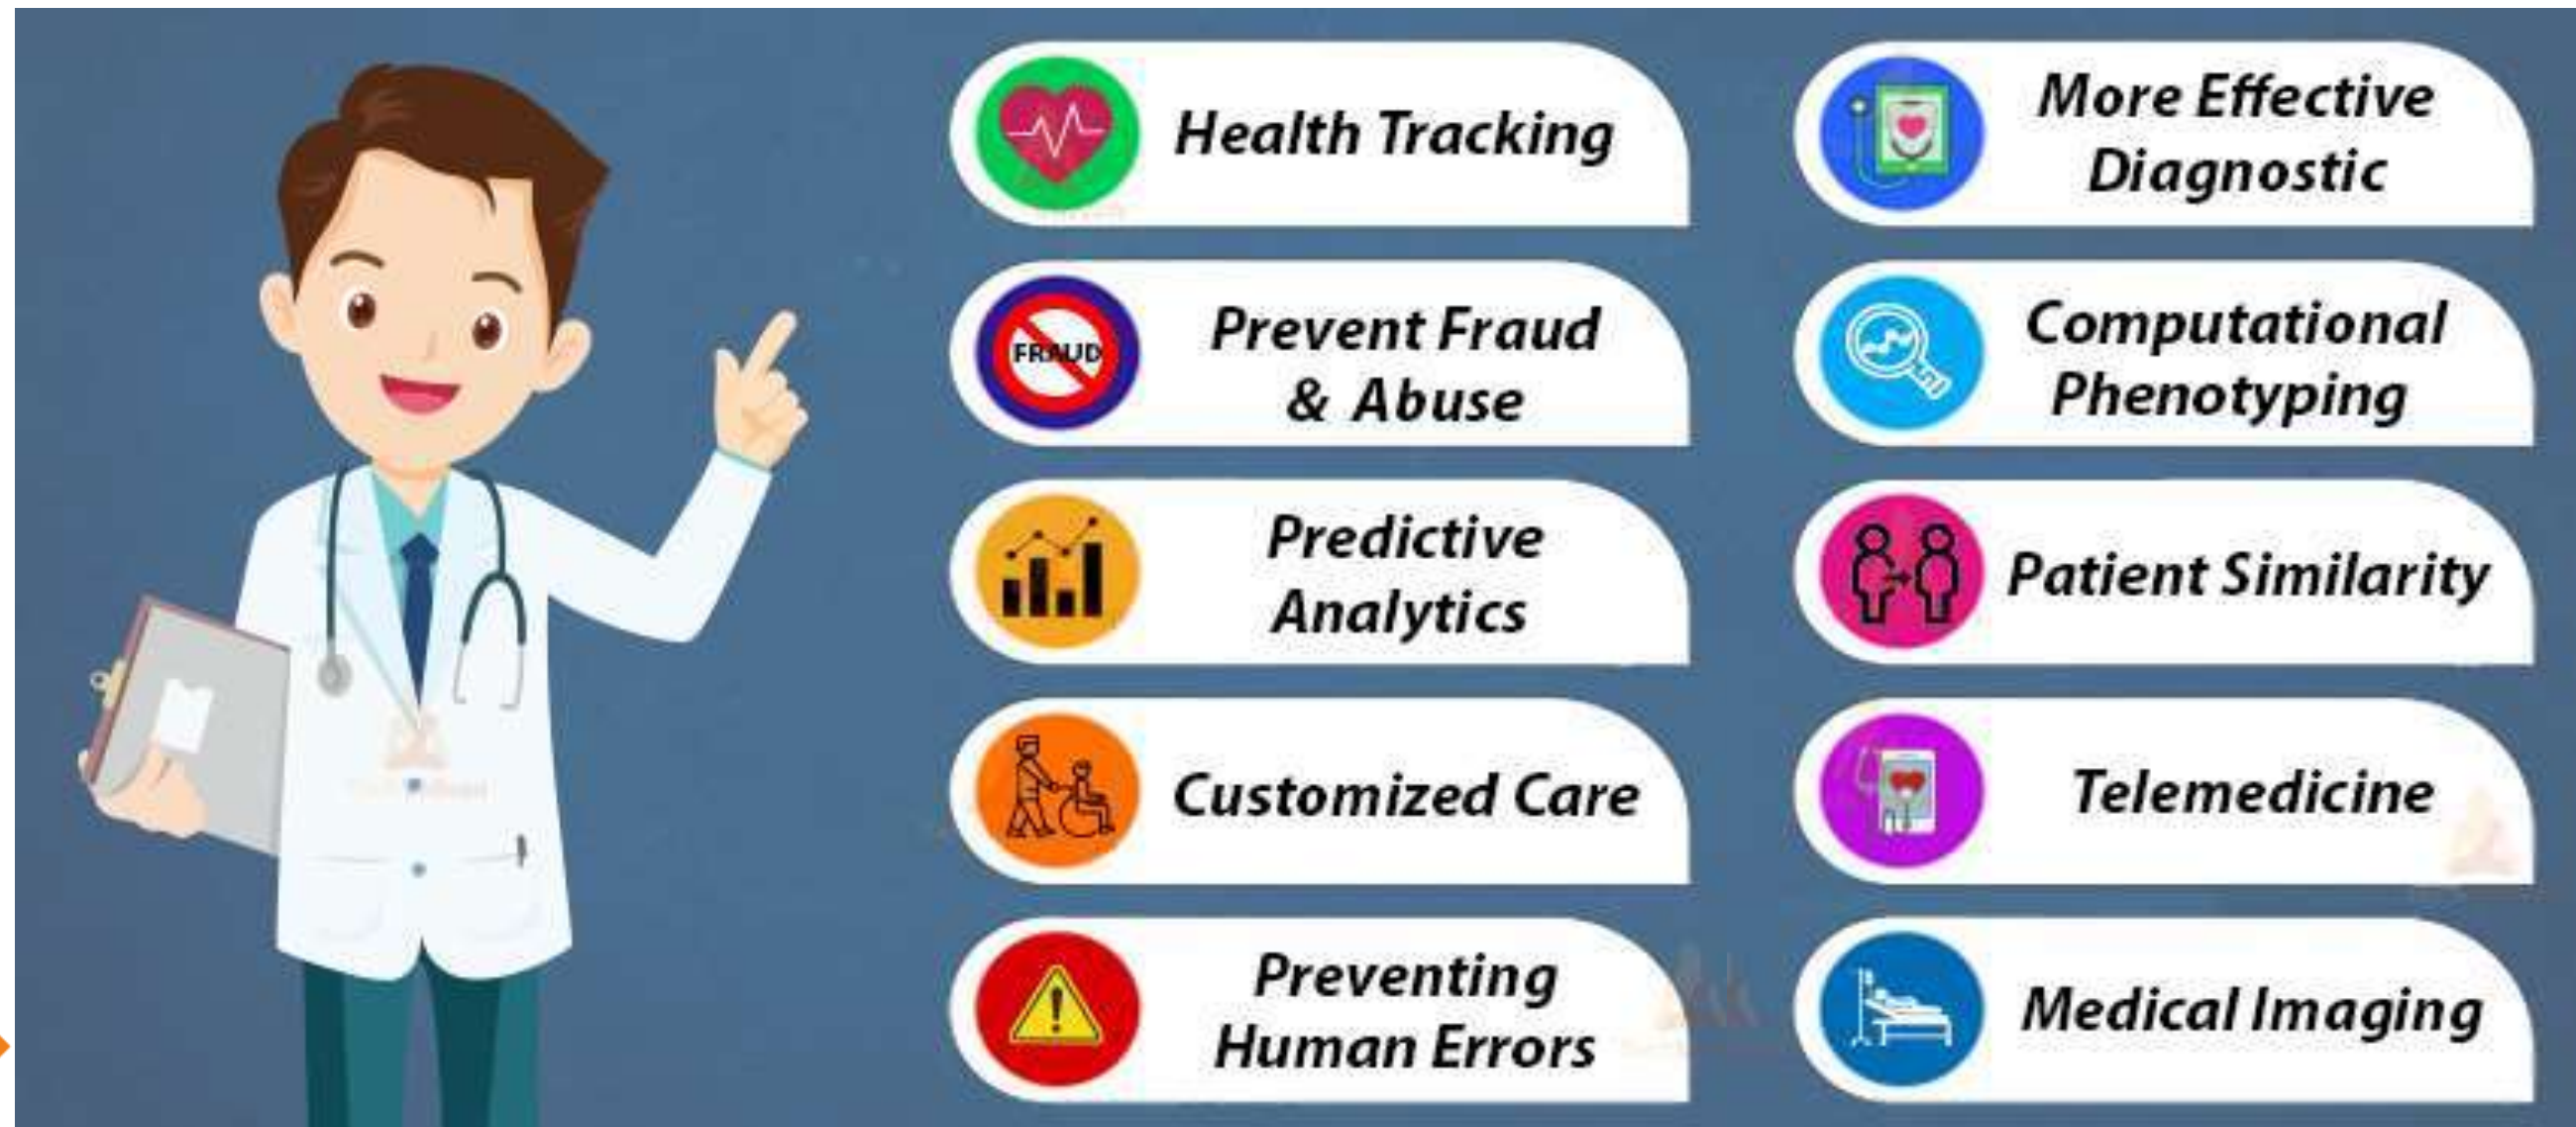 Health Tracking
FRAUD
Prevent Fraud
& Abuse
Predictive
Analytics
Customized Care
Preventing
Human Errors
More Effective
Diagnostic
Computational
Phenotyping
Patient Similarity
Telemedicine
Medical Imaging